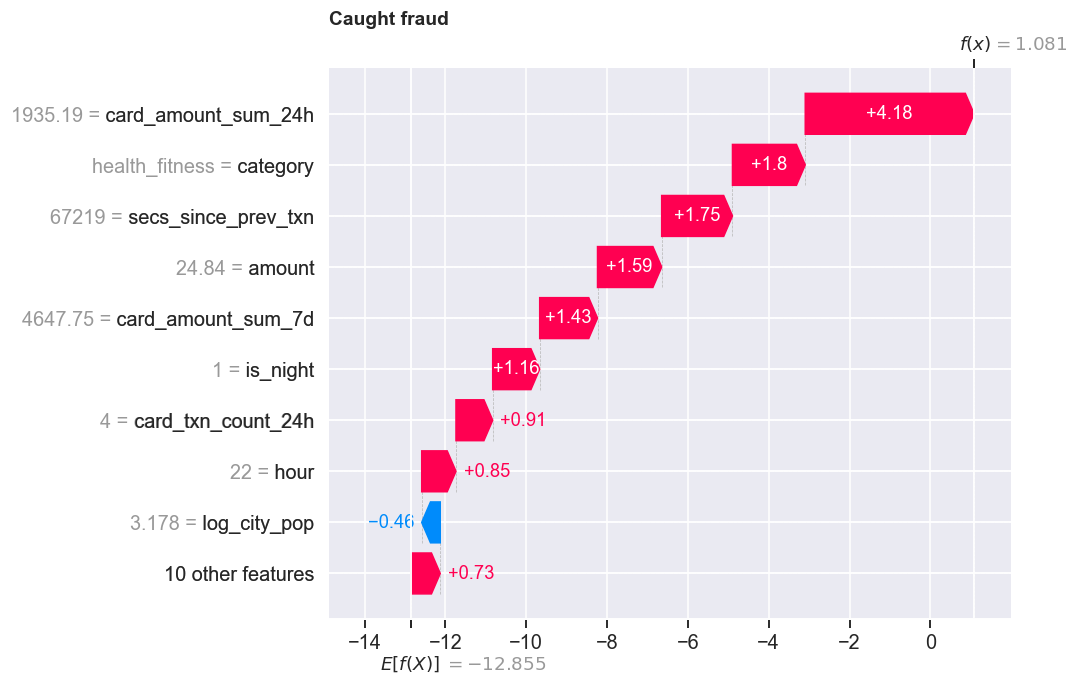 Caught fraud
f(x) = 1.081
1935.19 = card_amount_sum_24h
+4.18
health_fitness = category
+1.8
67219 = secs_since_prev_txn
+1.75
24.84 = amount
+1.59
4647.75 = card_amount_sum_7d
+1.43
1 = is_night
+1.16
4 = card_txn_count_24h
+0.91
22 = hour
+0.85
3.178 = log_city_pop
−0.46
10 other features
+0.73
−14 −12 −10 −8 −6 −4 −2 0
E[f(X)] = −12.855